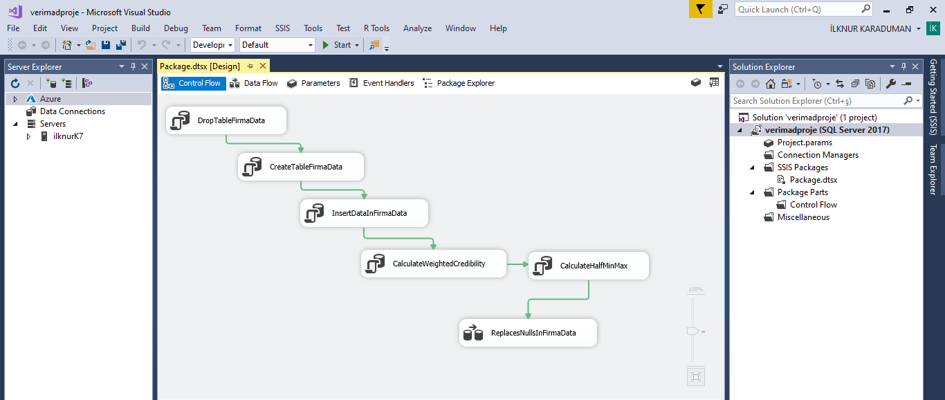 verimadproje - Microsoft Visual Studio
Quick Launch (Ctrl+Q)
File Edit View Project Build Debug Team Format SSIS Tools Test R Tools Analyze Window Help
İLKNUR KARADUMAN
İK
Develop Default Start
Server Explorer
Azure
Data Connections
Servers
ilknurK7
Package.dtsx [Design]
Control Flow Data Flow Parameters Event Handlers Package Explorer
DropTableFirmaData
CreateTableFirmaData
InsertDataInFirmaData
CalculateWeightedCredibility
CalculateHalfMinMax
ReplacesNullsInFirmaData
100%
Solution Explorer
Search Solution Explorer (Ctrl+ş)
Solution 'verimadproje' (1 project)
verimadproje (SQL Server 2017)
Project.params
Connection Managers
SSIS Packages
Package.dtsx
Package Parts
Control Flow
Miscellaneous
Getting Started (SSIS)
Team Explorer